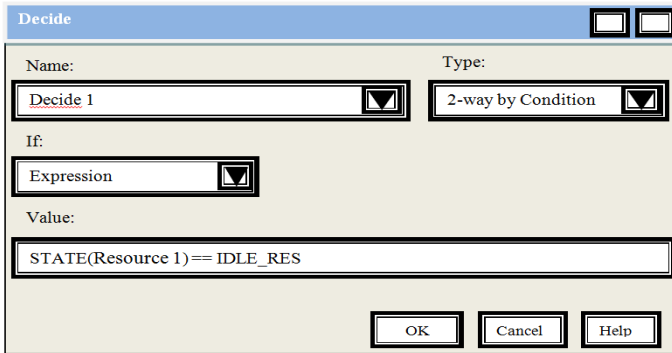 Decide
Name:
Type:
Decide 1
2-way by Condition
If:
Expression
Value:
STATE(Resource 1)== IDLE_RES
OK
Cancel
Help